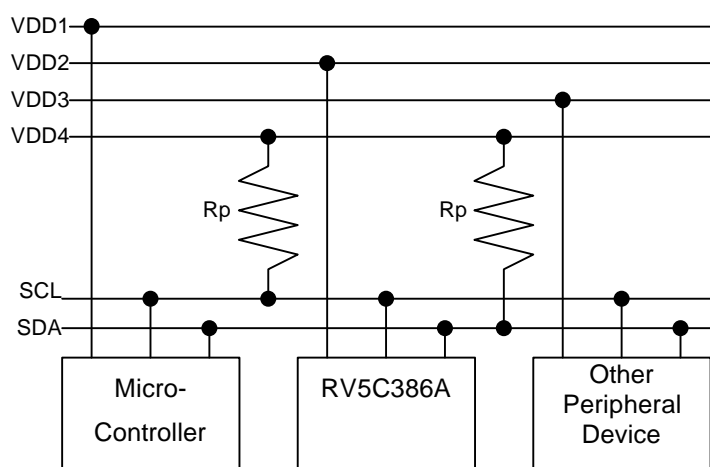 VDD1
VDD2
VDD3
VDD4
Rp
Rp
SCL
SDA
Micro-
Controller
RV5C386A
Other
Peripheral
Device